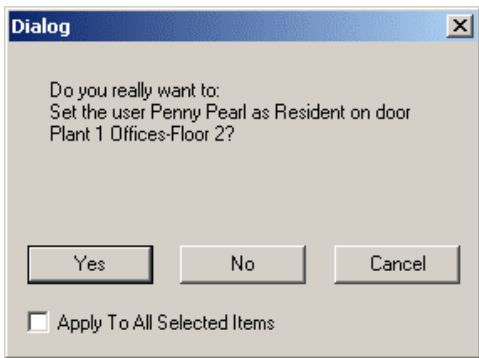 Dialog
Do you really want to:
Set the user Penny Pearl as Resident on door
Plant 1 Offices-Floor 2?
Yes No Cancel
Apply To All Selected Items